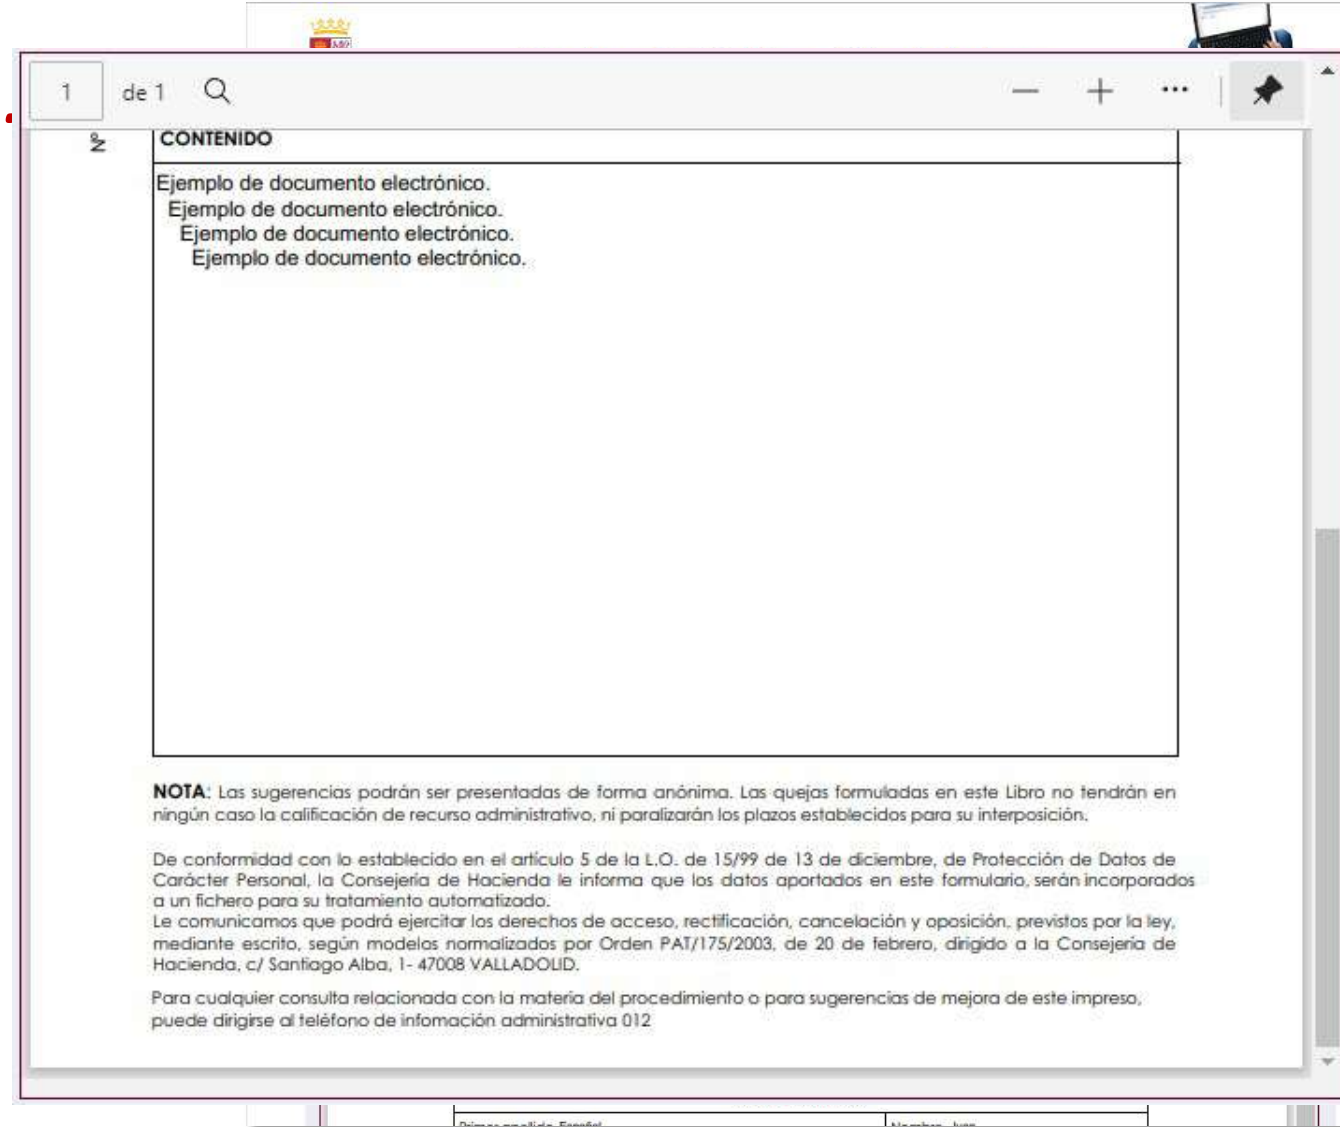 1 de 1
Nº
CONTENIDO
Ejemplo de documento electrónico.
Ejemplo de documento electrónico.
Ejemplo de documento electrónico.
Ejemplo de documento electrónico.
NOTA: Las sugerencias podrán ser presentadas de forma anónima. Las quejas formuladas en este Libro no tendrán en
ningún caso la calificación de recurso administrativo, ni paralizarán los plazos establecidos para su interposición.
De conformidad con lo establecido en el artículo 5 de la L.O. de 15/99 de 13 de diciembre, de Protección de Datos de
Carácter Personal, la Consejería de Hacienda le informa que los datos aportados en este formulario, serán incorporados
a un fichero para su tratamiento automatizado.
Le comunicamos que podrá ejercitar los derechos de acceso, rectificación, cancelación y oposición, previstos por la ley,
mediante escrito, según modelos normalizados por Orden PAT/175/2003, de 20 de febrero, dirigido a la Consejería de
Hacienda, c/ Santiago Alba, 1- 47008 VALLADOLID.
Para cualquier consulta relacionada con la materia del procedimiento o para sugerencias de mejora de este impreso,
puede dirigirse al teléfono de infomación administrativa 012